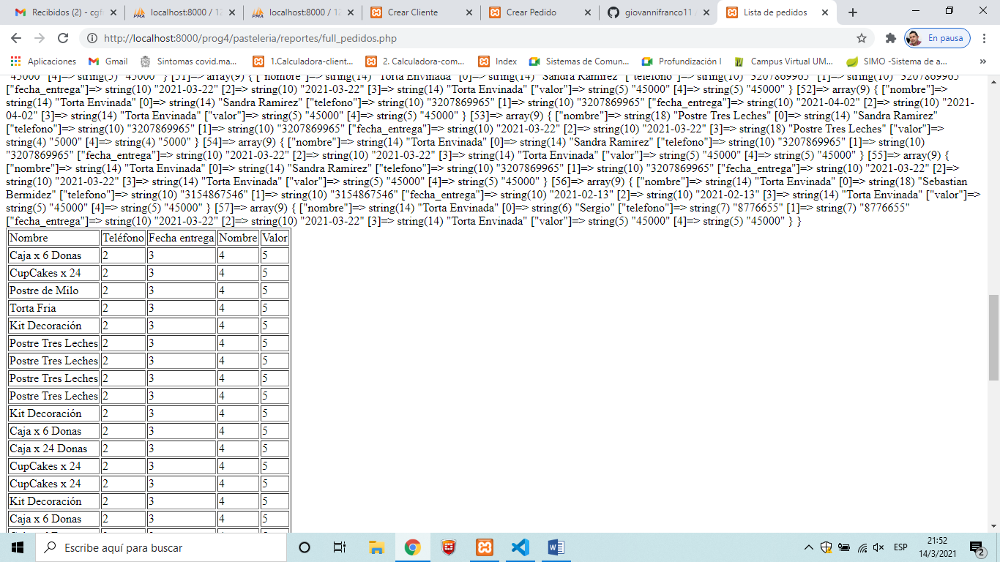 Recibidos (2) - cgf
localhost:8000 / 12
localhost:8000 / 12
Crear Cliente
Crear Pedido
giovannifranco11 /
Lista de pedidos
http://localhost:8000/prog4/pasteleria/reportes/full_pedidos.php
En pausa
Aplicaciones
Gmail
Sintomas covid.ma...
1.Calculadora-client...
2. Calculadora-com...
Index
Sistemas de Comun...
Profundización I
Campus Virtual UM...
SIMO -Sistema de a...
»
"45000" [4]=> string(5) "45000" } [51]=> array(9) { ["nombre"]=> string(14) "Torta Envinada" [0]=> string(14) "Sandra Ramirez" ["telefono"]=> string(10) "3207869965" [1]=> string(10) "3207869965"
["fecha_entrega"]=> string(10) "2021-03-22" [2]=> string(10) "2021-03-22" [3]=> string(14) "Torta Envinada" ["valor"]=> string(5) "45000" [4]=> string(5) "45000" } [52]=> array(9) { ["nombre"]=>
string(14) "Torta Envinada" [0]=> string(14) "Sandra Ramirez" ["telefono"]=> string(10) "3207869965" [1]=> string(10) "3207869965" ["fecha_entrega"]=> string(10) "2021-04-02" [2]=> string(10) "2021-
04-02" [3]=> string(14) "Torta Envinada" ["valor"]=> string(5) "45000" [4]=> string(5) "45000" } [53]=> array(9) { ["nombre"]=> string(18) "Postre Tres Leches" [0]=> string(14) "Sandra Ramirez"
["telefono"]=> string(10) "3207869965" [1]=> string(10) "3207869965" ["fecha_entrega"]=> string(10) "2021-03-22" [2]=> string(10) "2021-03-22" [3]=> string(18) "Postre Tres Leches" ["valor"]=>
string(4) "5000" [4]=> string(4) "5000" } [54]=> array(9) { ["nombre"]=> string(14) "Torta Envinada" [0]=> string(14) "Sandra Ramirez" ["telefono"]=> string(10) "3207869965" [1]=> string(10)
"3207869965" ["fecha_entrega"]=> string(10) "2021-03-22" [2]=> string(10) "2021-03-22" [3]=> string(14) "Torta Envinada" ["valor"]=> string(5) "45000" [4]=> string(5) "45000" } [55]=> array(9) {
["nombre"]=> string(14) "Torta Envinada" [0]=> string(14) "Sandra Ramirez" ["telefono"]=> string(10) "3207869965" [1]=> string(10) "3207869965" ["fecha_entrega"]=> string(10) "2021-03-22" [2]=>
string(10) "2021-03-22" [3]=> string(14) "Torta Envinada" ["valor"]=> string(5) "45000" [4]=> string(5) "45000" } [56]=> array(9) { ["nombre"]=> string(14) "Torta Envinada" [0]=> string(18) "Sebastian
Bermidez" ["telefono"]=> string(10) "3154867546" [1]=> string(10) "3154867546" ["fecha_entrega"]=> string(10) "2021-02-13" [2]=> string(10) "2021-02-13" [3]=> string(14) "Torta Envinada" ["valor"]=>
string(5) "45000" [4]=> string(5) "45000" } [57]=> array(9) { ["nombre"]=> string(14) "Torta Envinada" [0]=> string(6) "Sergio" ["telefono"]=> string(7) "8776655" [1]=> string(7) "8776655"
["fecha_entrega"]=> string(10) "2021-03-22" [2]=> string(10) "2021-03-22" [3]=> string(14) "Torta Envinada" ["valor"]=> string(5) "45000" [4]=> string(5) "45000" } }
Nombre Teléfono Fecha entrega Nombre Valor
Caja x 6 Donas 2 3 4 5
CupCakes x 24 2 3 4 5
Postre de Milo 2 3 4 5
Torta Fria 2 3 4 5
Kit Decoración 2 3 4 5
Postre Tres Leches 2 3 4 5
Postre Tres Leches 2 3 4 5
Postre Tres Leches 2 3 4 5
Postre Tres Leches 2 3 4 5
Kit Decoración 2 3 4 5
Caja x 6 Donas 2 3 4 5
Caja x 24 Donas 2 3 4 5
CupCakes x 24 2 3 4 5
CupCakes x 24 2 3 4 5
Kit Decoración 2 3 4 5
Caja x 6 Donas 2 3 4 5
Escribe aquí para buscar
ESP
21:52
14/3/2021
2